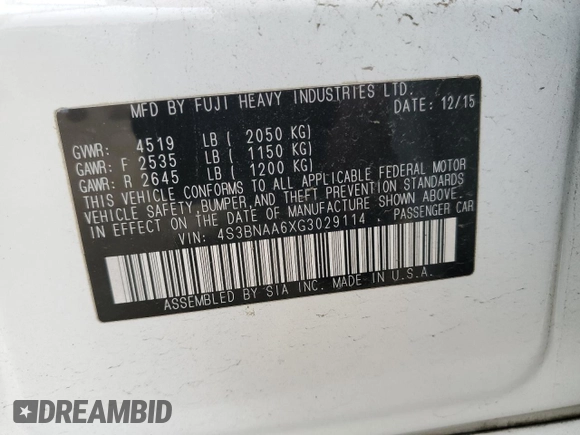 MFD BY FUJI HEAVY INDUSTRIES LTD.
DATE: 12/15
GVWR: 4519 LB ( 2050 KG)
GAWR: F 2535 LB ( 1150 KG)
GAWR: R 2645 LB ( 1200 KG)
THIS VEHICLE CONFORMS TO ALL APPLICABLE FEDERAL MOTOR
VEHICLE SAFETY,BUMPER,AND THEFT PREVENTION STANDARDS
IN EFFECT ON THE DATE OF MANUFACTURE SHOWN ABOVE.
VIN: 4S3BNAA6XG3029114 PASSENGER CAR
ASSEMBLED BY SIA INC. MADE IN U.S.A.
DREAMBID